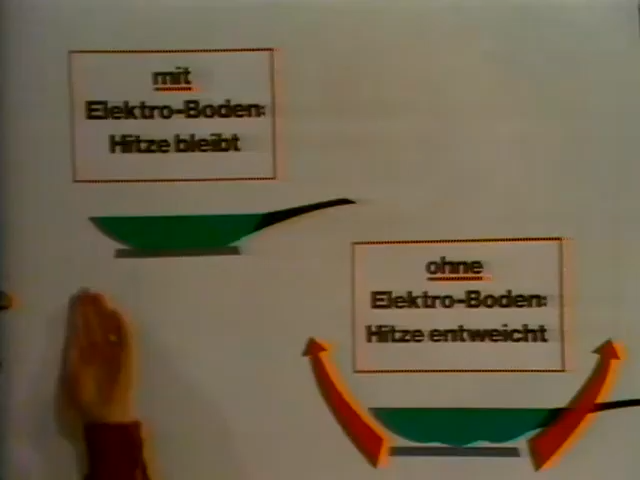 mit
Elektro-Boden:
Hitze bleibt
ohne
Elektro-Boden:
Hitze entweicht